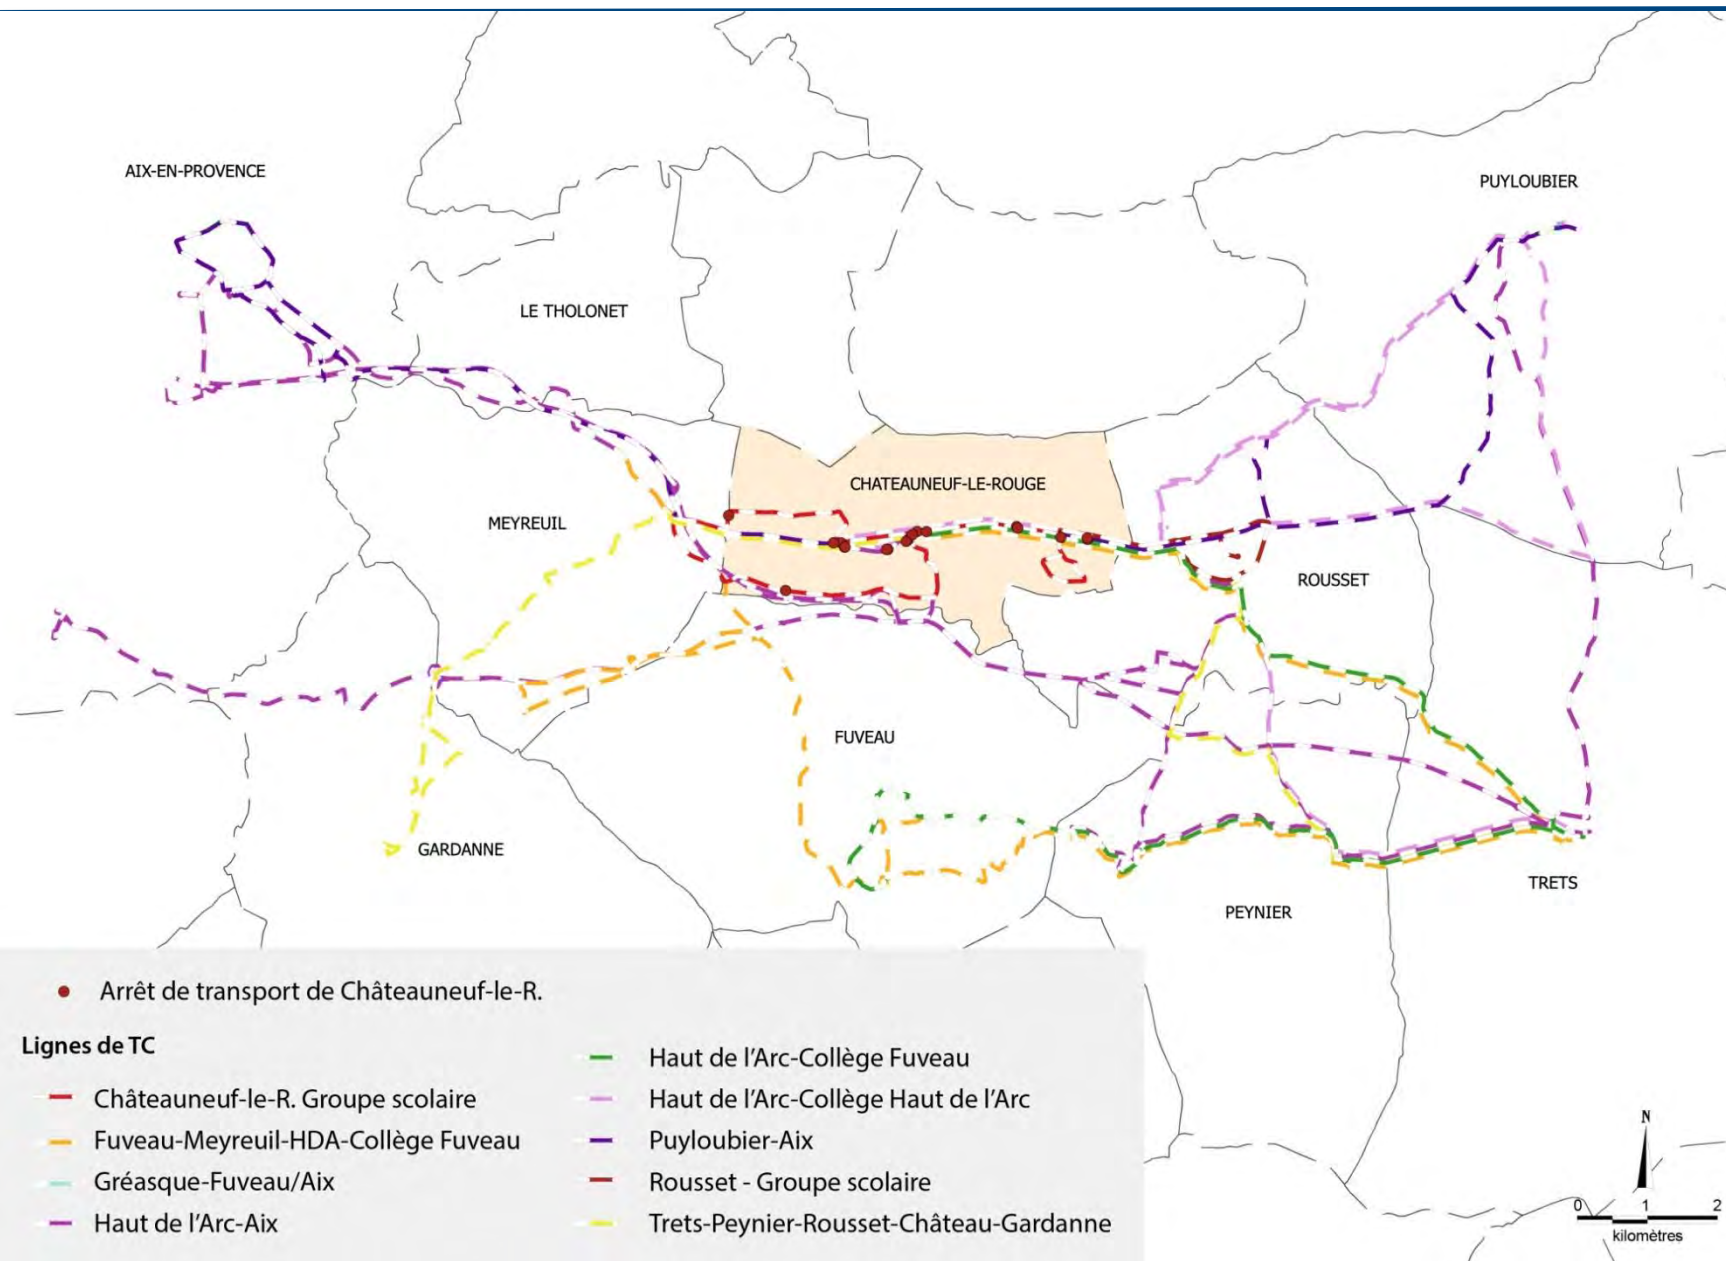 AIX-EN-PROVENCE
PUYLOUBIER
LE THOLONET
CHATEAUNEUF-LE-ROUGE
MEYREUIL
ROUSSET
FUVEAU
GARDANNE
TRETS
PEYNIER
Arrêt de transport de Châteauneuf-le-R.
Lignes de TC
Châteauneuf-le-R. Groupe scolaire
Fuveau-Meyreuil-HDA-Collège Fuveau
Gréasque-Fuveau/Aix
Haut de l'Arc-Aix
Haut de l'Arc-Collège Fuveau
Haut de l'Arc-Collège Haut de l'Arc
Puyloubier-Aix
Rousset - Groupe scolaire
Trets-Peynier-Rousset-Château-Gardanne
N
0 1 2
kilomètres